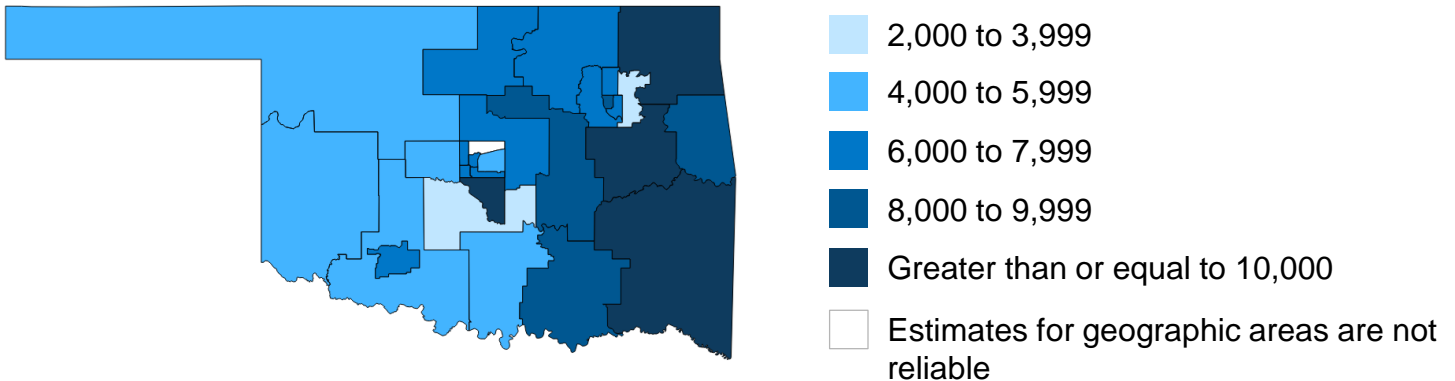 2,000 to 3,999
4,000 to 5,999
6,000 to 7,999
8,000 to 9,999
Greater than or equal to 10,000
Estimates for geographic areas are not
reliable